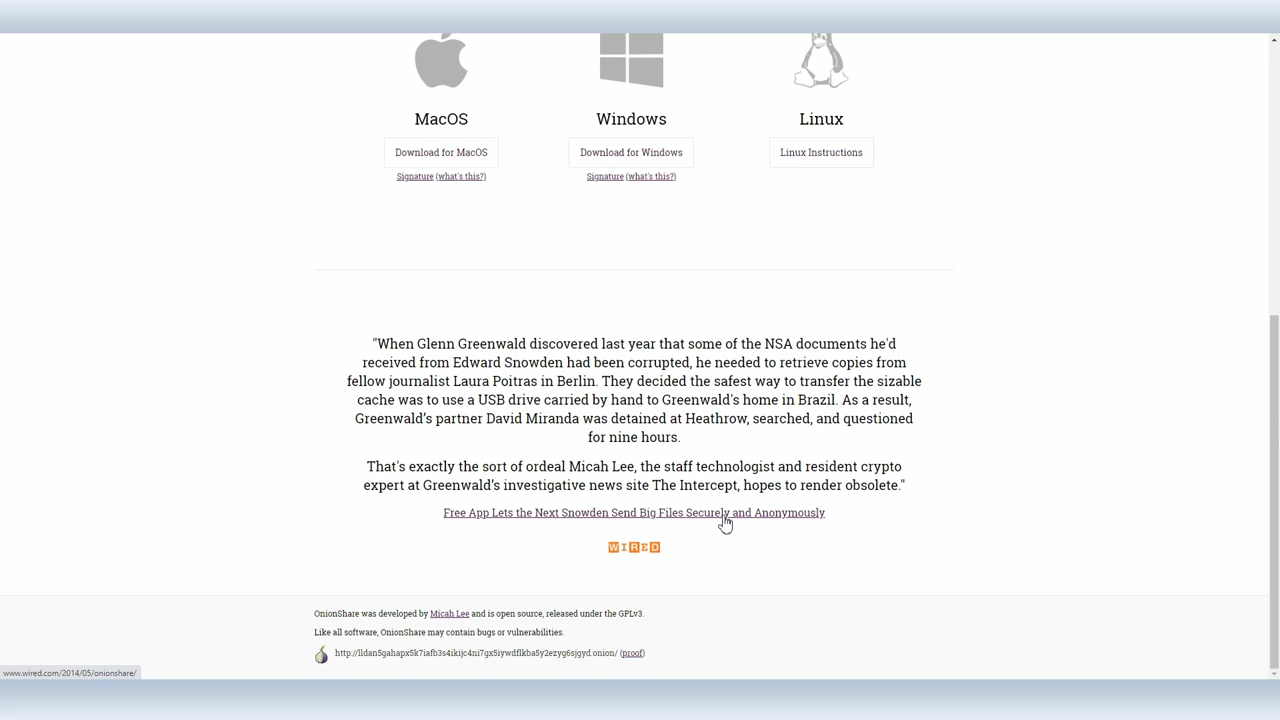 MacOS
Windows
Linux
Download for MacOS
Download for Windows
Linux Instructions
Signature (what's this?)
Signature (what's this?)
"When Glenn Greenwald discovered last year that some of the NSA documents he'd
received from Edward Snowden had been corrupted, he needed to retrieve copies from
fellow journalist Laura Poitras in Berlin. They decided the safest way to transfer the sizable
cache was to use a USB drive carried by hand to Greenwald's home in Brazil. As a result,
Greenwald's partner David Miranda was detained at Heathrow, searched, and questioned
for nine hours.
That's exactly the sort of ordeal Micah Lee, the staff technologist and resident crypto
expert at Greenwald's investigative news site The Intercept, hopes to render obsolete."
Free App Lets the Next Snowden Send Big Files Securely and Anonymously
WIRED
OnionShare was developed by Micah Lee and is open source, released under the GPLv3.
Like all software, OnionShare may contain bugs or vulnerabilities.
http://lldan5gahapx5k7iafb3s4ikijc4ni7gx5iywdflkba5y2ezyg6sjgyd.onion/ (proof)
www.wired.com/2014/05/onionshare/